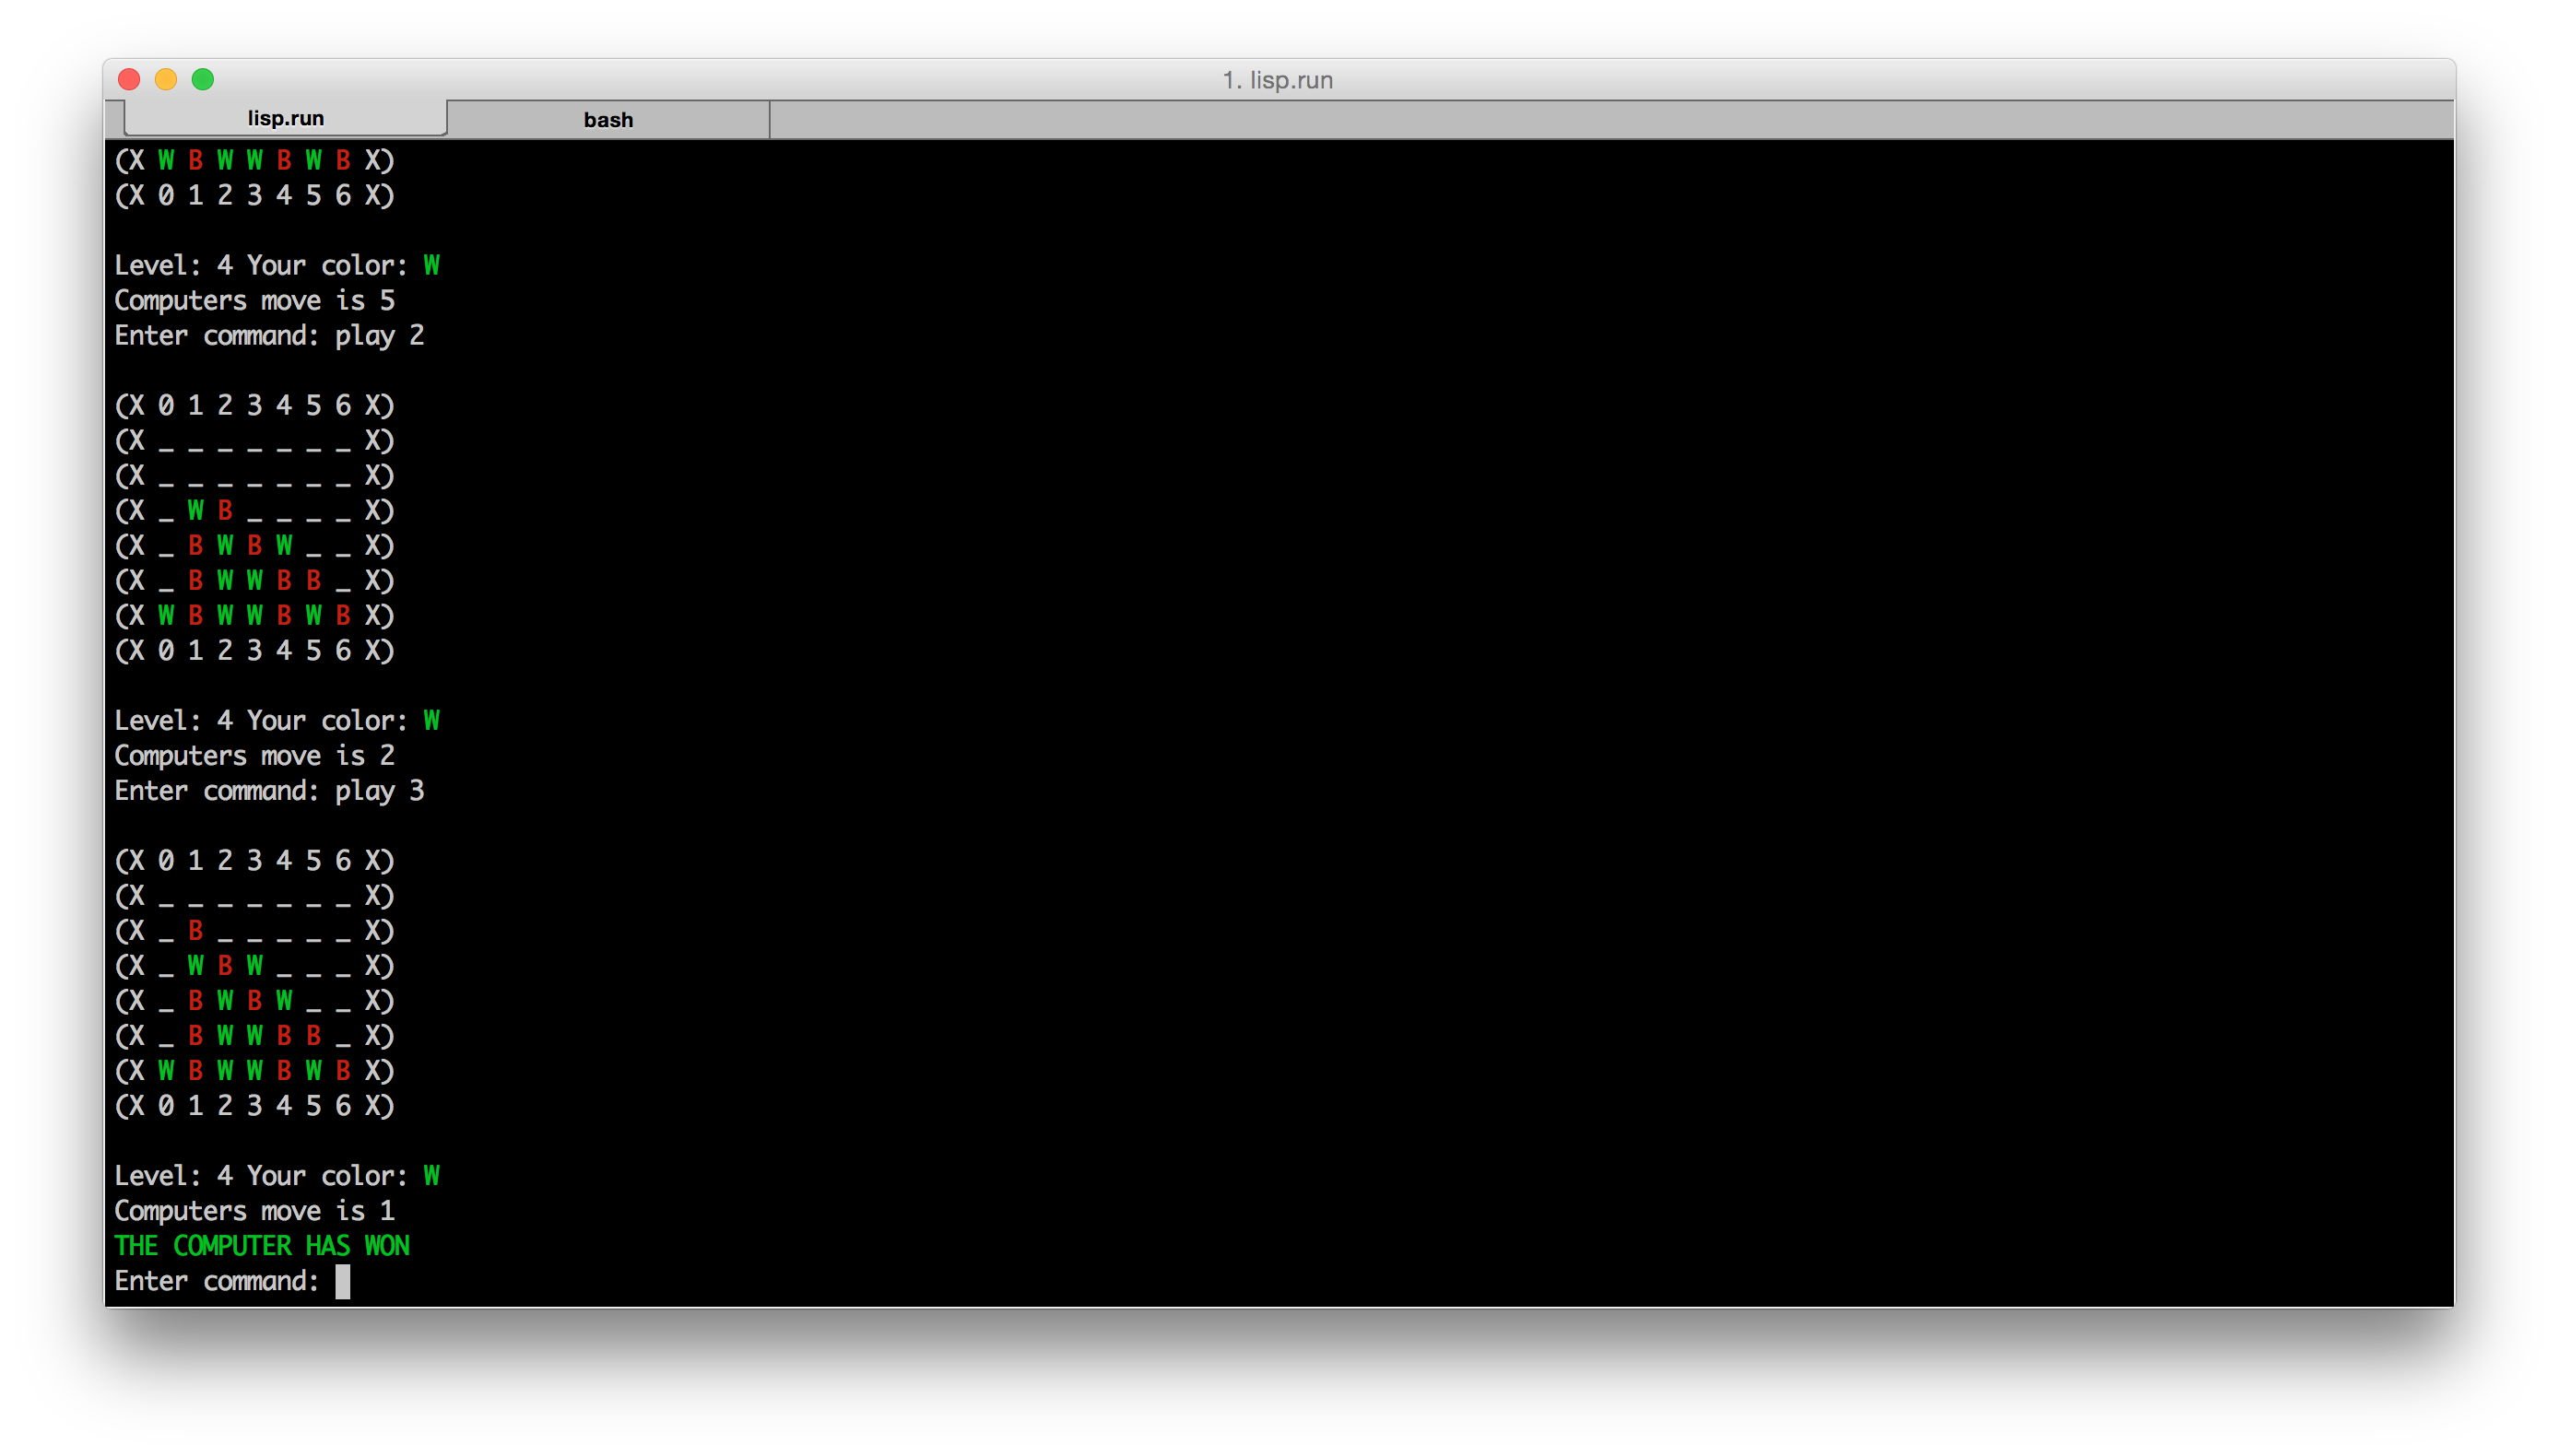 1. lisp.run
lisp.run bash
(X W B W W B W B X)
(X 0 1 2 3 4 5 6 X)
Level: 4 Your color: W
Computers move is 5
Enter command: play 2
(X 0 1 2 3 4 5 6 X)
(X _ _ _ _ _ _ _ X)
(X _ _ _ _ _ _ _ X)
(X _ W B _ _ _ _ X)
(X _ B W B W _ _ X)
(X _ B W W B B _ X)
(X W B W W B W B X)
(X 0 1 2 3 4 5 6 X)
Level: 4 Your color: W
Computers move is 2
Enter command: play 3
(X 0 1 2 3 4 5 6 X)
(X _ _ _ _ _ _ _ X)
(X _ B _ _ _ _ _ X)
(X _ W B W _ _ _ X)
(X _ B W B W _ _ X)
(X _ B W W B B _ X)
(X W B W W B W B X)
(X 0 1 2 3 4 5 6 X)
Level: 4 Your color: W
Computers move is 1
THE COMPUTER HAS WON
Enter command: